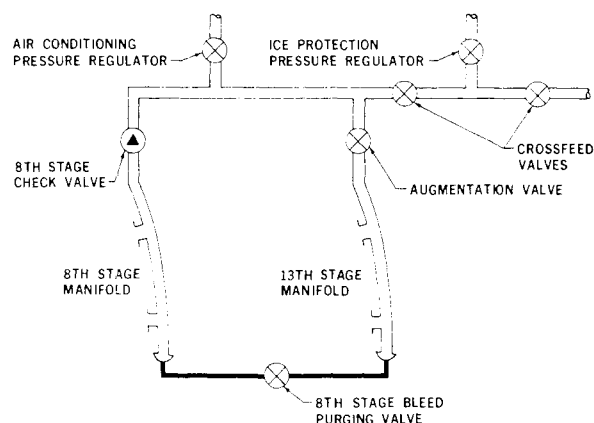 AIR CONDITIONING
PRESSURE REGULATOR
ICE PROTECTION
PRESSURE REGULATOR
CROSSFEED
VALVES
8TH STAGE
CHECK VALVE
AUGMENTATION VALVE
8TH STAGE
MANIFOLD
13TH STAGE
MANIFOLD
8TH STAGE BLEED
PURGING VALVE